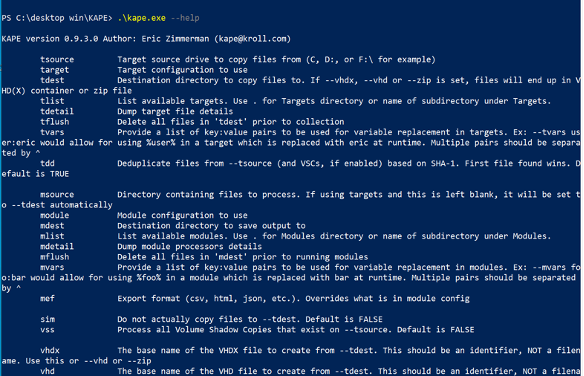 PS C:\desktop win\KAPE> .\kape.exe --help
KAPE version 0.9.3.0 Author: Eric Zimmerman (kape@kroll.com)
tsource Target source drive to copy files from (C, D:, or F:\ for example)
target Target configuration to use
tdest Destination directory to copy files to. If --vhdx, --vhd or --zip is set, files will end up in V
HD(X) container or zip file
tlist List available targets. Use . for Targets directory or name of subdirectory under Targets.
tdetail Dump target file details
tflush Delete all files in 'tdest' prior to collection
tvars Provide a list of key:value pairs to be used for variable replacement in targets. Ex: --tvars us
er:eric would allow for using %user% in a target which is replaced with eric at runtime. Multiple pairs should be separa
ted by ^
tdd Deduplicate files from --tsource (and VSCs, if enabled) based on SHA-1. First file found wins. D
efault is TRUE
msource Directory containing files to process. If using targets and this is left blank, it will be set t
o --tdest automatically
module Module configuration to use
mdest Destination directory to save output to
mlist List available modules. Use . for Modules directory or name of subdirectory under Modules.
mdetail Dump module processors details
mflush Delete all files in 'mdest' prior to running modules
mvars Provide a list of key:value pairs to be used for variable replacement in modules. Ex: --mvars fo
o:bar would allow for using %foo% in a module which is replaced with bar at runtime. Multiple pairs should be separated
by ^
mef Export format (csv, html, json, etc.). Overrides what is in module config
sim Do not actually copy files to --tdest. Default is FALSE
vss Process all Volume Shadow Copies that exist on --tsource. Default is FALSE
vhdx The base name of the VHDX file to create from --tdest. This should be an identifier, NOT a filen
ame. Use this or --vhd or --zip
vhd The base name of the VHD file to create from --tdest. This should be an identifier, NOT a filena